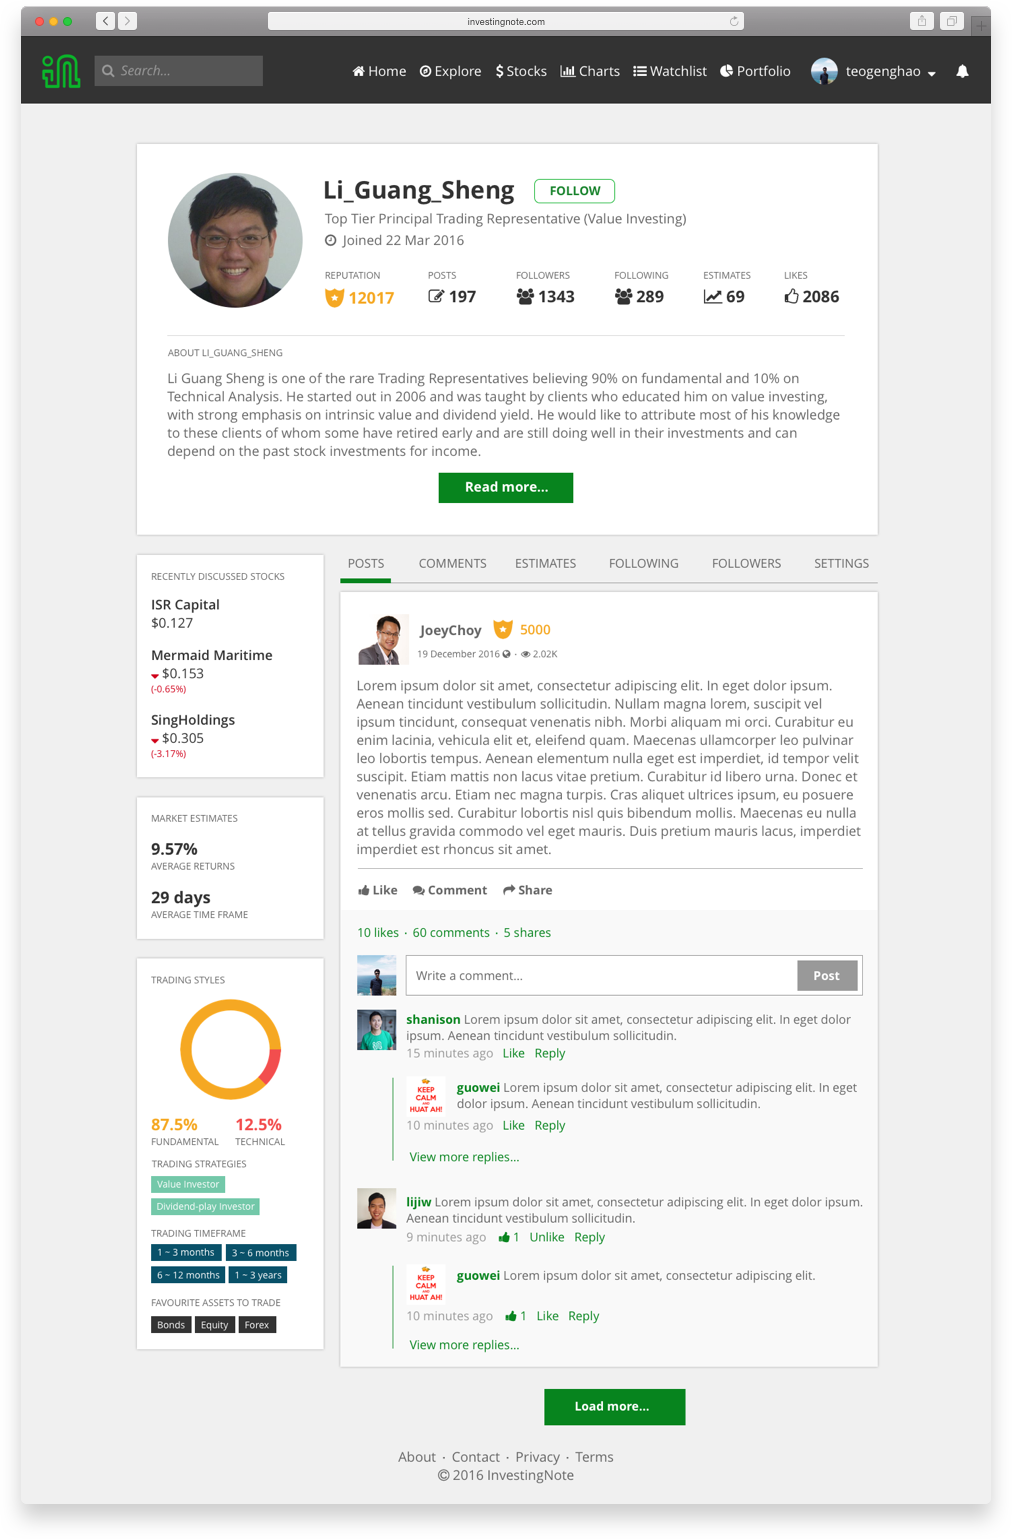 investingnote.com
in
Search...
Home Explore Stocks Charts Watchlist Portfolio teogenghao
Li_Guang_Sheng FOLLOW
Top Tier Principal Trading Representative (Value Investing)
Joined 22 Mar 2016
REPUTATION POSTS FOLLOWERS FOLLOWING ESTIMATES LIKES
12017 197 1343 289 69 2086
ABOUT LI_GUANG_SHENG
Li Guang Sheng is one of the rare Trading Representatives believing 90% on fundamental and 10% on
Technical Analysis. He started out in 2006 and was taught by clients who educated him on value investing,
with strong emphasis on intrinsic value and dividend yield. He would like to attribute most of his knowledge
to these clients of whom some have retired early and are still doing well in their investments and can
depend on the past stock investments for income.
Read more...
RECENTLY DISCUSSED STOCKS
ISR Capital
$0.127
Mermaid Maritime
$0.153
(-0.65%)
SingHoldings
$0.305
(-3.17%)
MARKET ESTIMATES
9.57%
AVERAGE RETURNS
29 days
AVERAGE TIME FRAME
TRADING STYLES
87.5% 12.5%
FUNDAMENTAL TECHNICAL
TRADING STRATEGIES
Value Investor
Dividend-play Investor
TRADING TIMEFRAME
1 ~ 3 months 3 ~ 6 months
6 ~ 12 months 1 ~ 3 years
FAVOURITE ASSETS TO TRADE
Bonds Equity Forex
POSTS COMMENTS ESTIMATES FOLLOWING FOLLOWERS SETTINGS
JoeyChoy 5000
19 December 2016 · 2.02K
Lorem ipsum dolor sit amet, consectetur adipiscing elit. In eget dolor ipsum.
Aenean tincidunt vestibulum sollicitudin. Nullam magna lorem, suscipit vel
ipsum tincidunt, consequat venenatis nibh. Morbi aliquam mi orci. Curabitur eu
enim lacinia, vehicula elit et, eleifend quam. Maecenas ullamcorper leo pulvinar
leo lobortis tempus. Aenean elementum nulla eget est imperdiet, id tempor velit
suscipit. Etiam mattis non lacus vitae pretium. Curabitur id libero urna. Donec et
venenatis arcu. Etiam nec magna turpis. Cras aliquet ultrices ipsum, eu posuere
eros mollis sed. Curabitur lobortis nisl quis bibendum mollis. Maecenas eu nulla
at tellus gravida commodo vel eget mauris. Duis pretium mauris lacus, imperdiet
imperdiet est rhoncus sit amet.
Like Comment Share
10 likes · 60 comments · 5 shares
Write a comment... Post
shanison Lorem ipsum dolor sit amet, consectetur adipiscing elit. In eget dolor
ipsum. Aenean tincidunt vestibulum sollicitudin.
15 minutes ago Like Reply
KEEP
CALM
AND
HUAT AH!
guowei Lorem ipsum dolor sit amet, consectetur adipiscing elit. In eget
dolor ipsum. Aenean tincidunt vestibulum sollicitudin.
10 minutes ago Like Reply
View more replies...
lijiw Lorem ipsum dolor sit amet, consectetur adipiscing elit. In eget dolor ipsum.
Aenean tincidunt vestibulum sollicitudin.
9 minutes ago 1 Unlike Reply
KEEP
CALM
AND
HUAT AH!
guowei Lorem ipsum dolor sit amet, consectetur adipiscing elit.
10 minutes ago 1 Like Reply
View more replies...
Load more...
About · Contact · Privacy · Terms
© 2016 InvestingNote